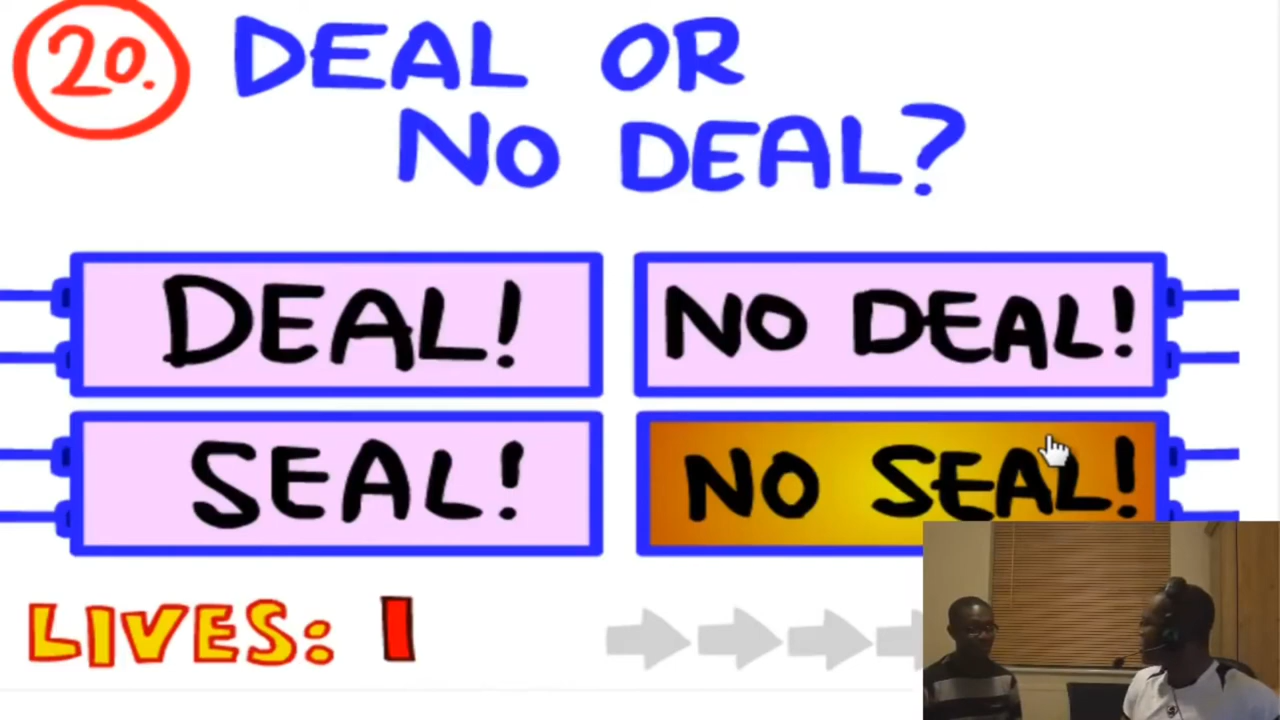 20. DEAL OR
NO DEAL?
DEAL!
NO DEAL!
SEAL!
NO SEAL!
LIVES: 1